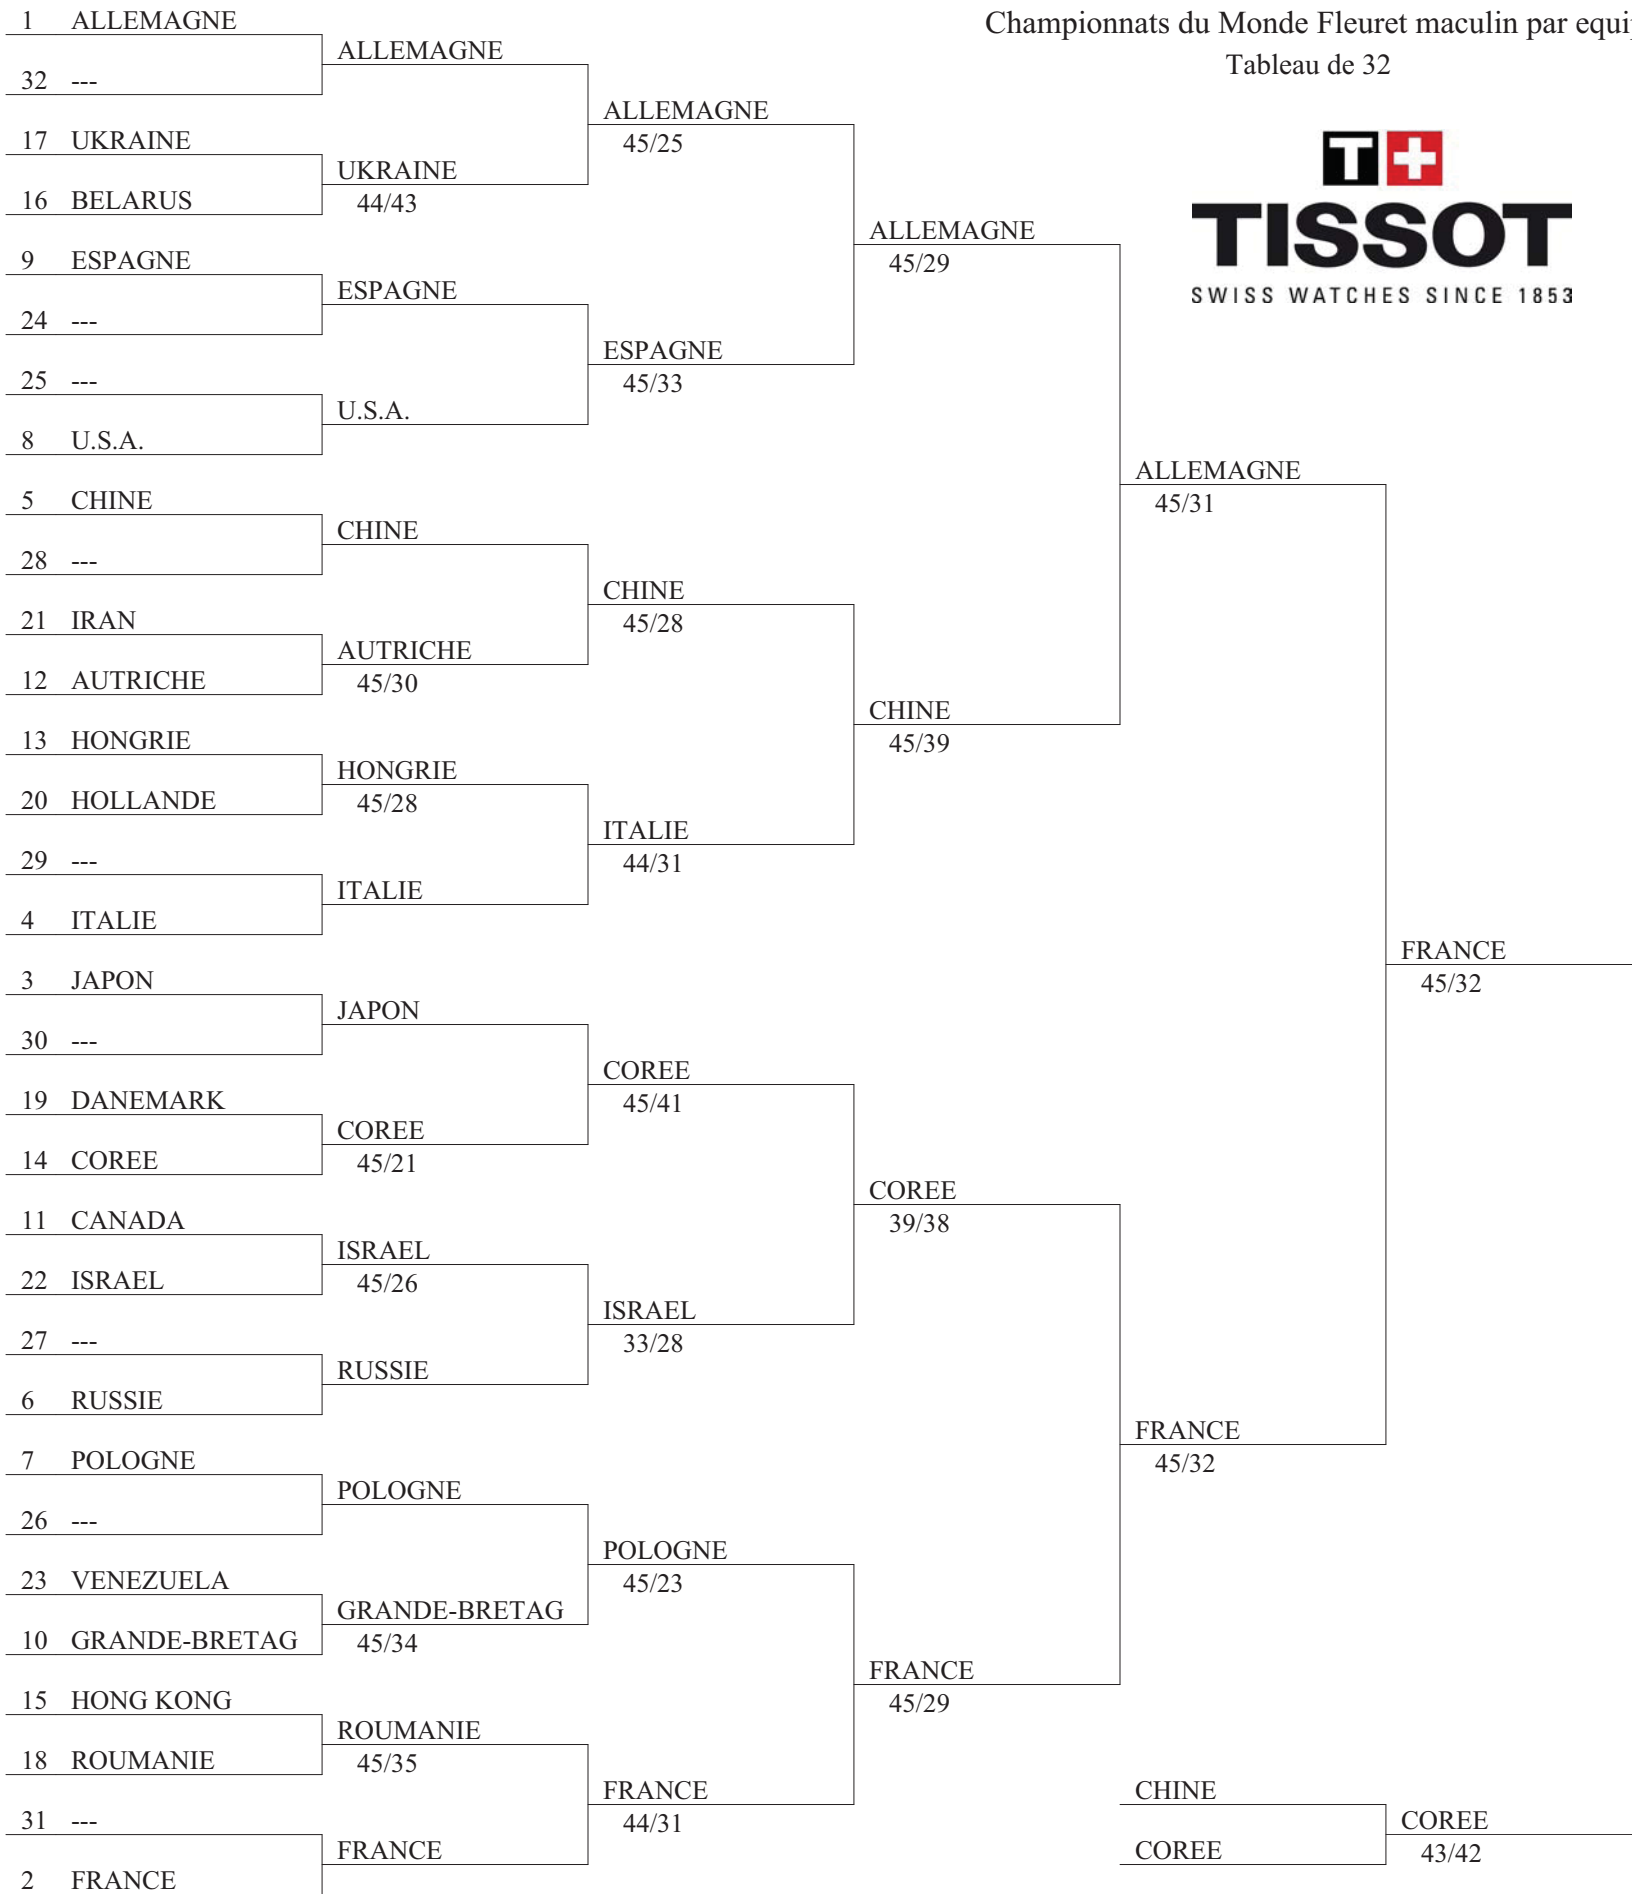 Championnats du Monde Fleuret maculin par equi
Tableau de 32
T+
TISSOT
SWISS WATCHES SINCE 1853
1 ALLEMAGNE
32 ---
17 UKRAINE
16 BELARUS
9 ESPAGNE
24 ---
25 ---
8 U.S.A.
5 CHINE
28 ---
21 IRAN
12 AUTRICHE
13 HONGRIE
20 HOLLANDE
29 ---
4 ITALIE
3 JAPON
30 ---
19 DANEMARK
14 COREE
11 CANADA
22 ISRAEL
27 ---
6 RUSSIE
7 POLOGNE
26 ---
23 VENEZUELA
10 GRANDE-BRETAG
15 HONG KONG
18 ROUMANIE
31 ---
2 FRANCE
ALLEMAGNE
UKRAINE
44/43
ESPAGNE
U.S.A.
CHINE
AUTRICHE
45/30
HONGRIE
45/28
ITALIE
JAPON
COREE
45/21
ISRAEL
45/26
RUSSIE
POLOGNE
GRANDE-BRETAG
45/34
ROUMANIE
45/35
FRANCE
ALLEMAGNE
45/25
ESPAGNE
45/33
CHINE
45/28
ITALIE
44/31
COREE
45/41
ISRAEL
33/28
POLOGNE
45/23
FRANCE
44/31
ALLEMAGNE
45/29
CHINE
45/39
COREE
39/38
FRANCE
45/29
ALLEMAGNE
45/31
FRANCE
45/32
FRANCE
45/32
CHINE
COREE
COREE
43/42